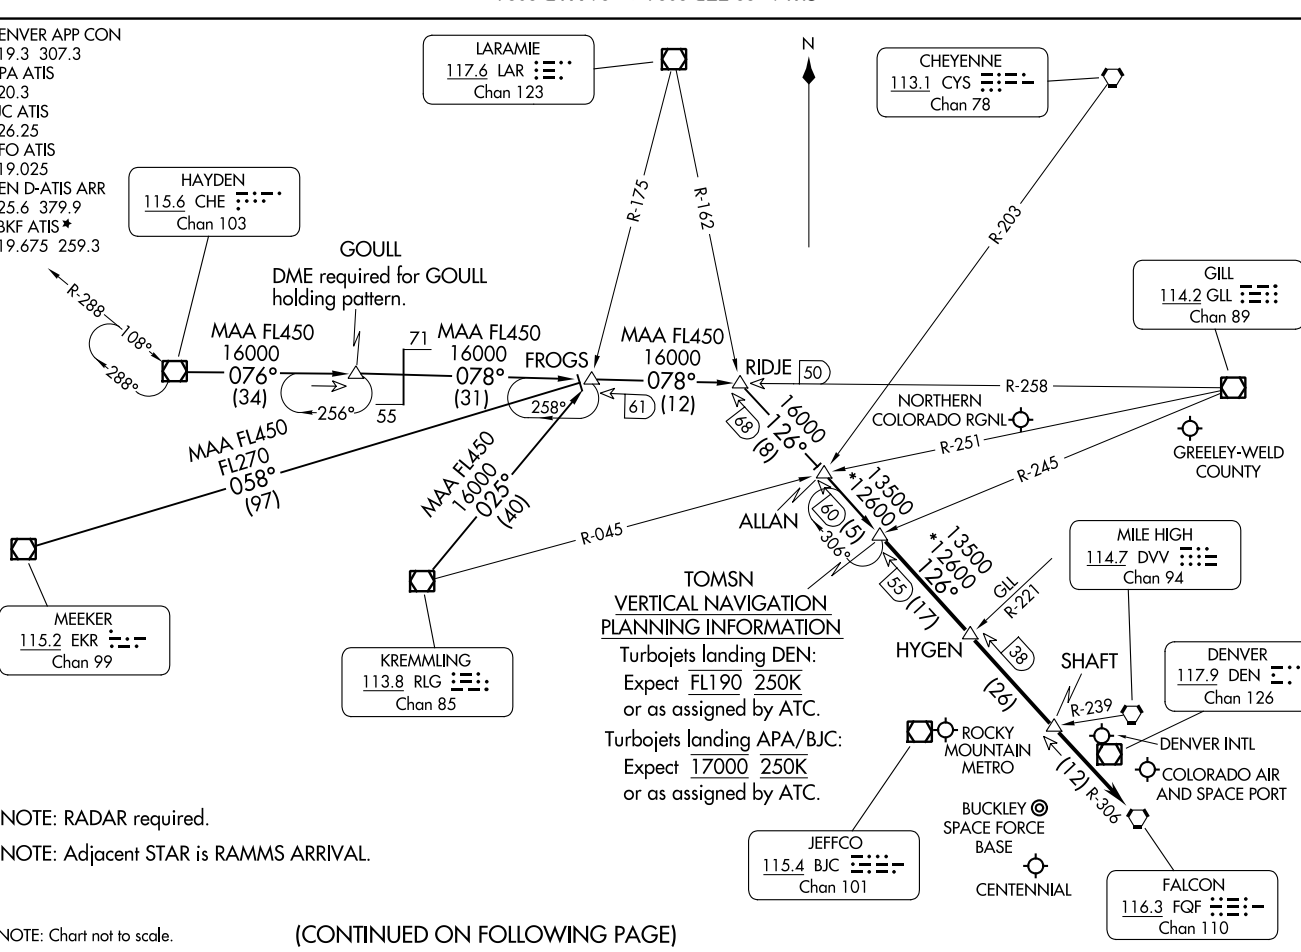 ENVER APP CON
19.3 307.3
PA ATIS
20.3
JC ATIS
26.25
FO ATIS
19.025
EN D-ATIS ARR
25.6 379.9
BKF ATIS★
19.675 259.3
LARAMIE
117.6 LAR
Chan 123
N
CHEYENNE
113.1 CYS
Chan 78
HAYDEN
115.6 CHE
Chan 103
GOULL
DME required for GOULL
holding pattern.
GILL
114.2 GLL
Chan 89
R-288
108°
288°
R-175
R-162
R-203
MAA FL450
16000
076°
(34)
256°
71
55
MAA FL450
16000
078°
(31)
FROGS
258°
61
MAA FL450
16000
078°
(12)
RIDJE
50
R-258
NORTHERN
COLORADO RGNL
R-251
R-245
GREELEY-WELD
COUNTY
MAA FL450
FL270
058°
(97)
MAA FL450
16000
025°
(40)
68
16000
126°
(8)
R-045
ALLAN
60
306°
13500
*12600
(5)
TOMSN
55
13500
*12600
126°
(17)
GILL
R-221
MILE HIGH
114.7 DVV
Chan 94
VERTICAL NAVIGATION
PLANNING INFORMATION
Turbojets landing DEN:
Expect FL190 250K
or as assigned by ATC.
Turbojets landing APA/BJC:
Expect 17000 250K
or as assigned by ATC.
MEEKER
115.2 EKR
Chan 99
KREMMLING
113.8 RLG
Chan 85
HYGEN
38
(26)
SHAFT
R-239
DENVER
117.9 DEN
Chan 126
ROCKY
MOUNTAIN
METRO
DENVER INTL
COLORADO AIR
AND SPACE PORT
(12)
R-306
BUCKLEY
SPACE FORCE
BASE
CENTENNIAL
JEFFCO
115.4 BJC
Chan 101
FALCON
116.3 FQF
Chan 110
NOTE: RADAR required.
NOTE: Adjacent STAR is RAMMS ARRIVAL.
NOTE: Chart not to scale.
(CONTINUED ON FOLLOWING PAGE)